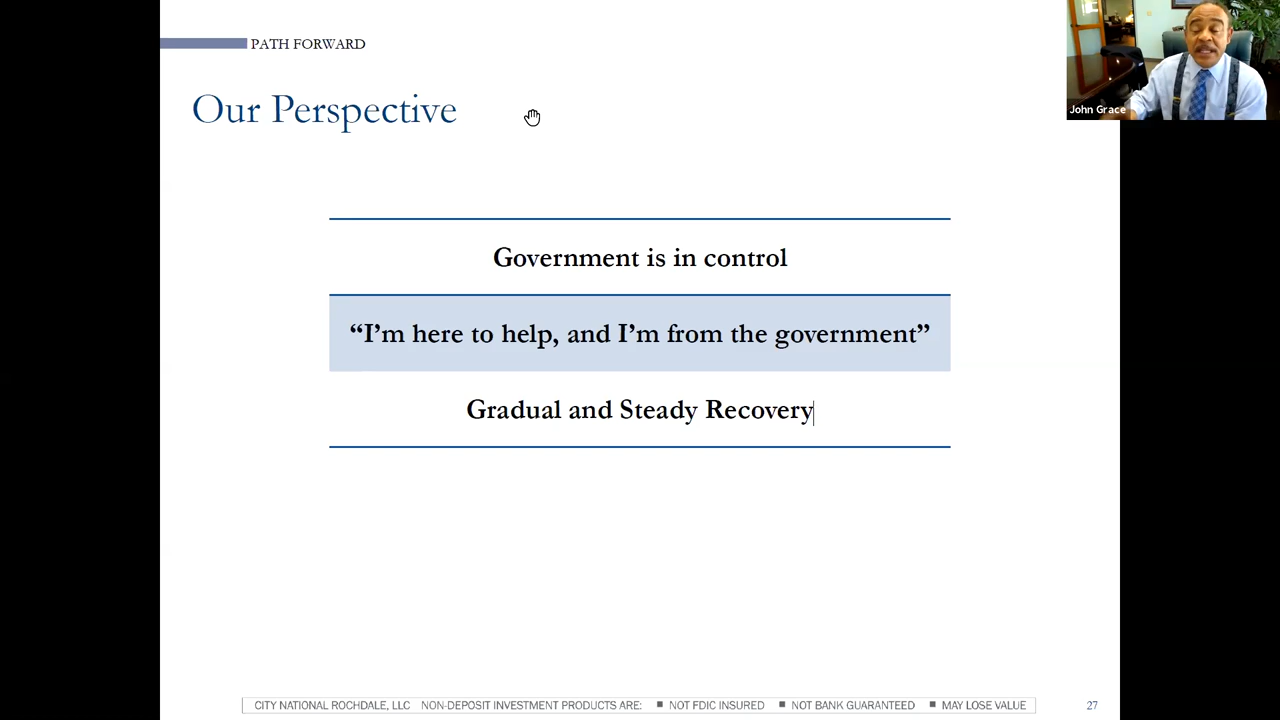 PATH FORWARD
Our Perspective
John Grace
Government is in control
“I’m here to help, and I’m from the government”
Gradual and Steady Recovery
CITY NATIONAL ROCHDALE, LLC NON-DEPOSIT INVESTMENT PRODUCTS ARE: ■ NOT FDIC INSURED ■ NOT BANK GUARANTEED ■ MAY LOSE VALUE
27